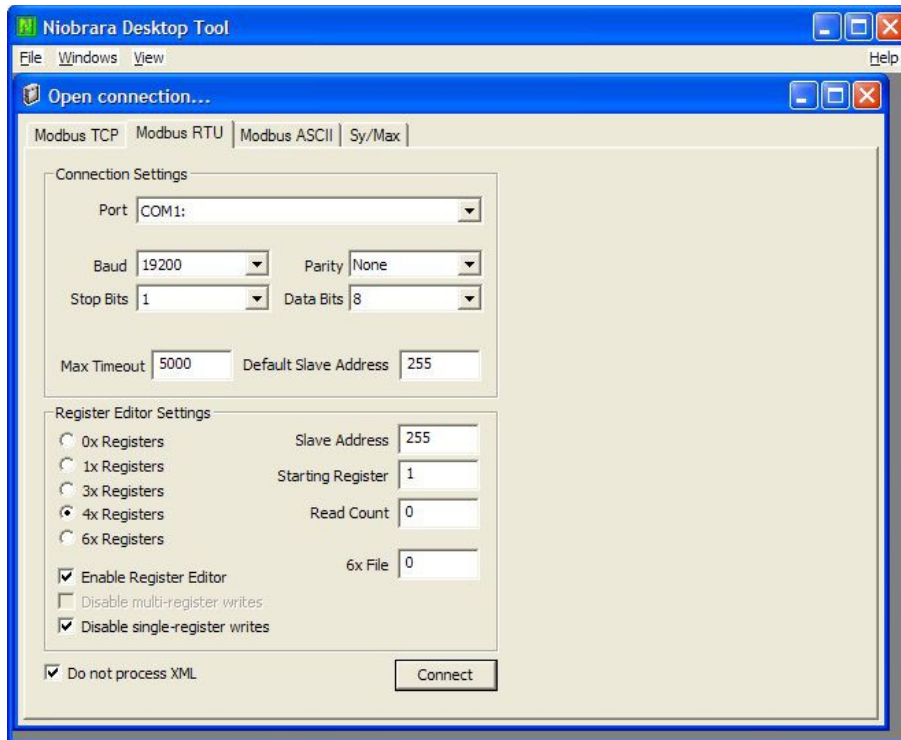 Niobrara Desktop Tool
File Windows View Help
Open connection...
Modbus TCP Modbus RTU Modbus ASCII Sy/Max
Connection Settings
Port COM1:
Baud 19200 Parity None
Stop Bits 1 Data Bits 8
Max Timeout 5000 Default Slave Address 255
Register Editor Settings
0x Registers Slave Address 255
1x Registers Starting Register 1
3x Registers
4x Registers Read Count 0
6x Registers
6x File 0
Enable Register Editor
Disable multi-register writes
Disable single-register writes
Do not process XML Connect